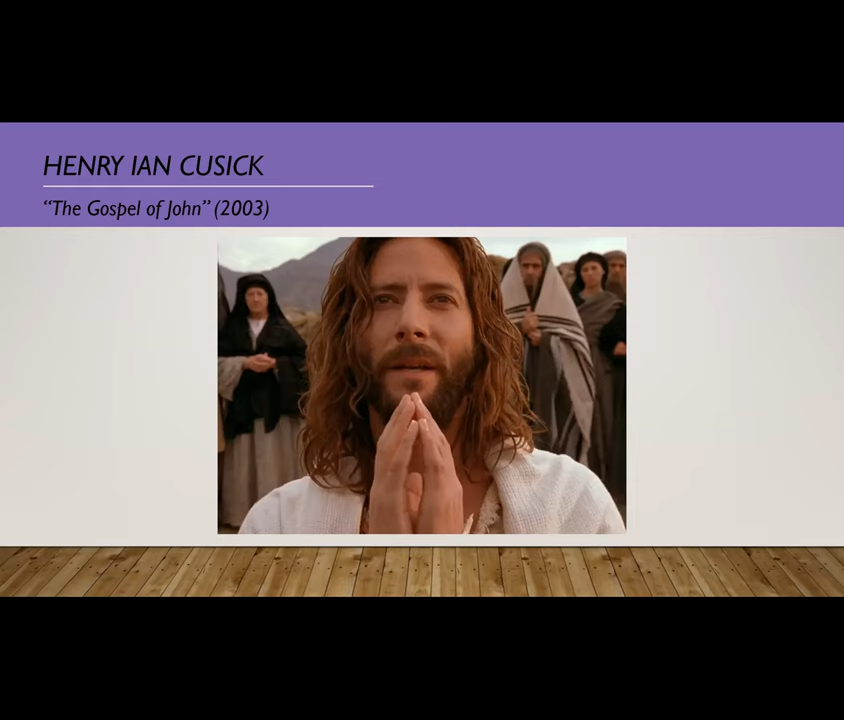 HENRY IAN CUSICK
“The Gospel of John” (2003)